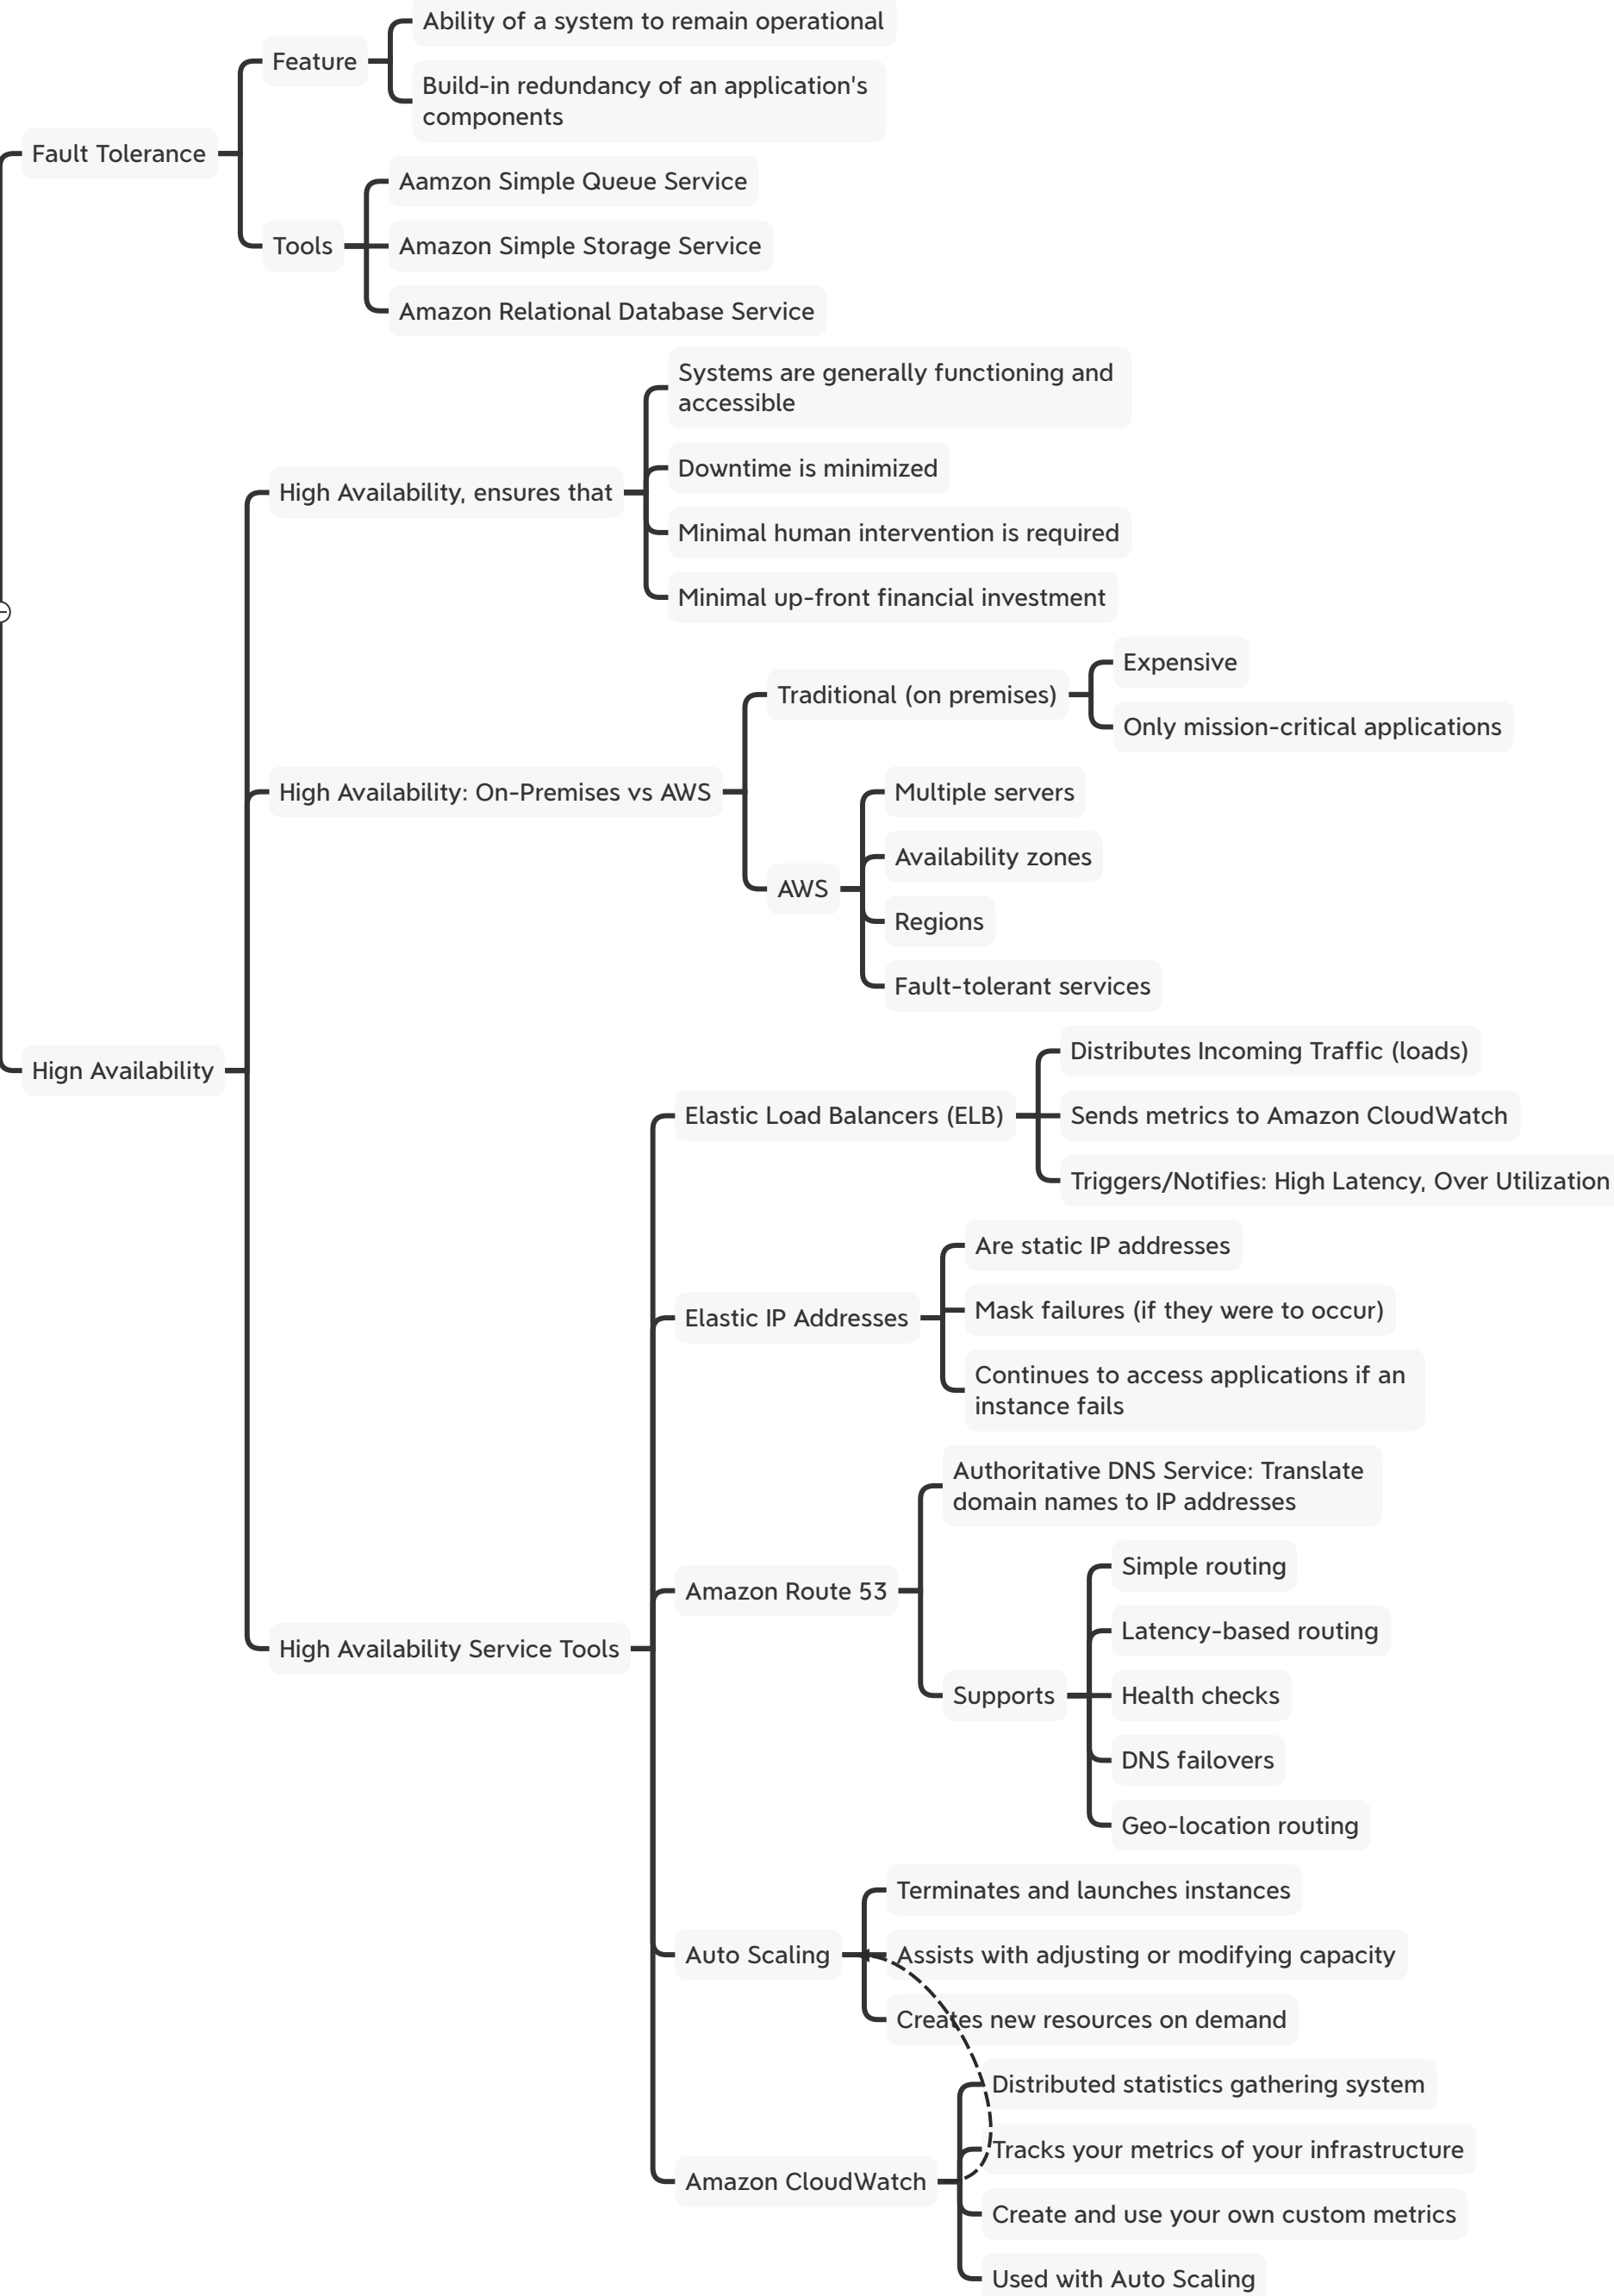 Ability of a system to remain operational
Feature
Build-in redundancy of an application's
components
Fault Tolerance
Aamzon Simple Queue Service
Tools
Amazon Simple Storage Service
Amazon Relational Database Service
Systems are generally functioning and
accessible
Downtime is minimized
High Availability, ensures that
Minimal human intervention is required
Minimal up-front financial investment
Expensive
Traditional (on premises)
Only mission-critical applications
High Availability: On-Premises vs AWS
Multiple servers
Availability zones
AWS
Regions
Fault-tolerant services
Hign Availability
Distributes Incoming Traffic (loads)
Elastic Load Balancers (ELB)
Sends metrics to Amazon CloudWatch
Triggers/Notifies: High Latency, Over Utilization
Are static IP addresses
Elastic IP Addresses
Mask failures (if they were to occur)
Continues to access applications if an
instance fails
Authoritative DNS Service: Translate
domain names to IP addresses
Amazon Route 53
Simple routing
Latency-based routing
Supports
Health checks
DNS failovers
Geo-location routing
High Availability Service Tools
Terminates and launches instances
Auto Scaling
Assists with adjusting or modifying capacity
Creates new resources on demand
Distributed statistics gathering system
Tracks your metrics of your infrastructure
Amazon CloudWatch
Create and use your own custom metrics
Used with Auto Scaling